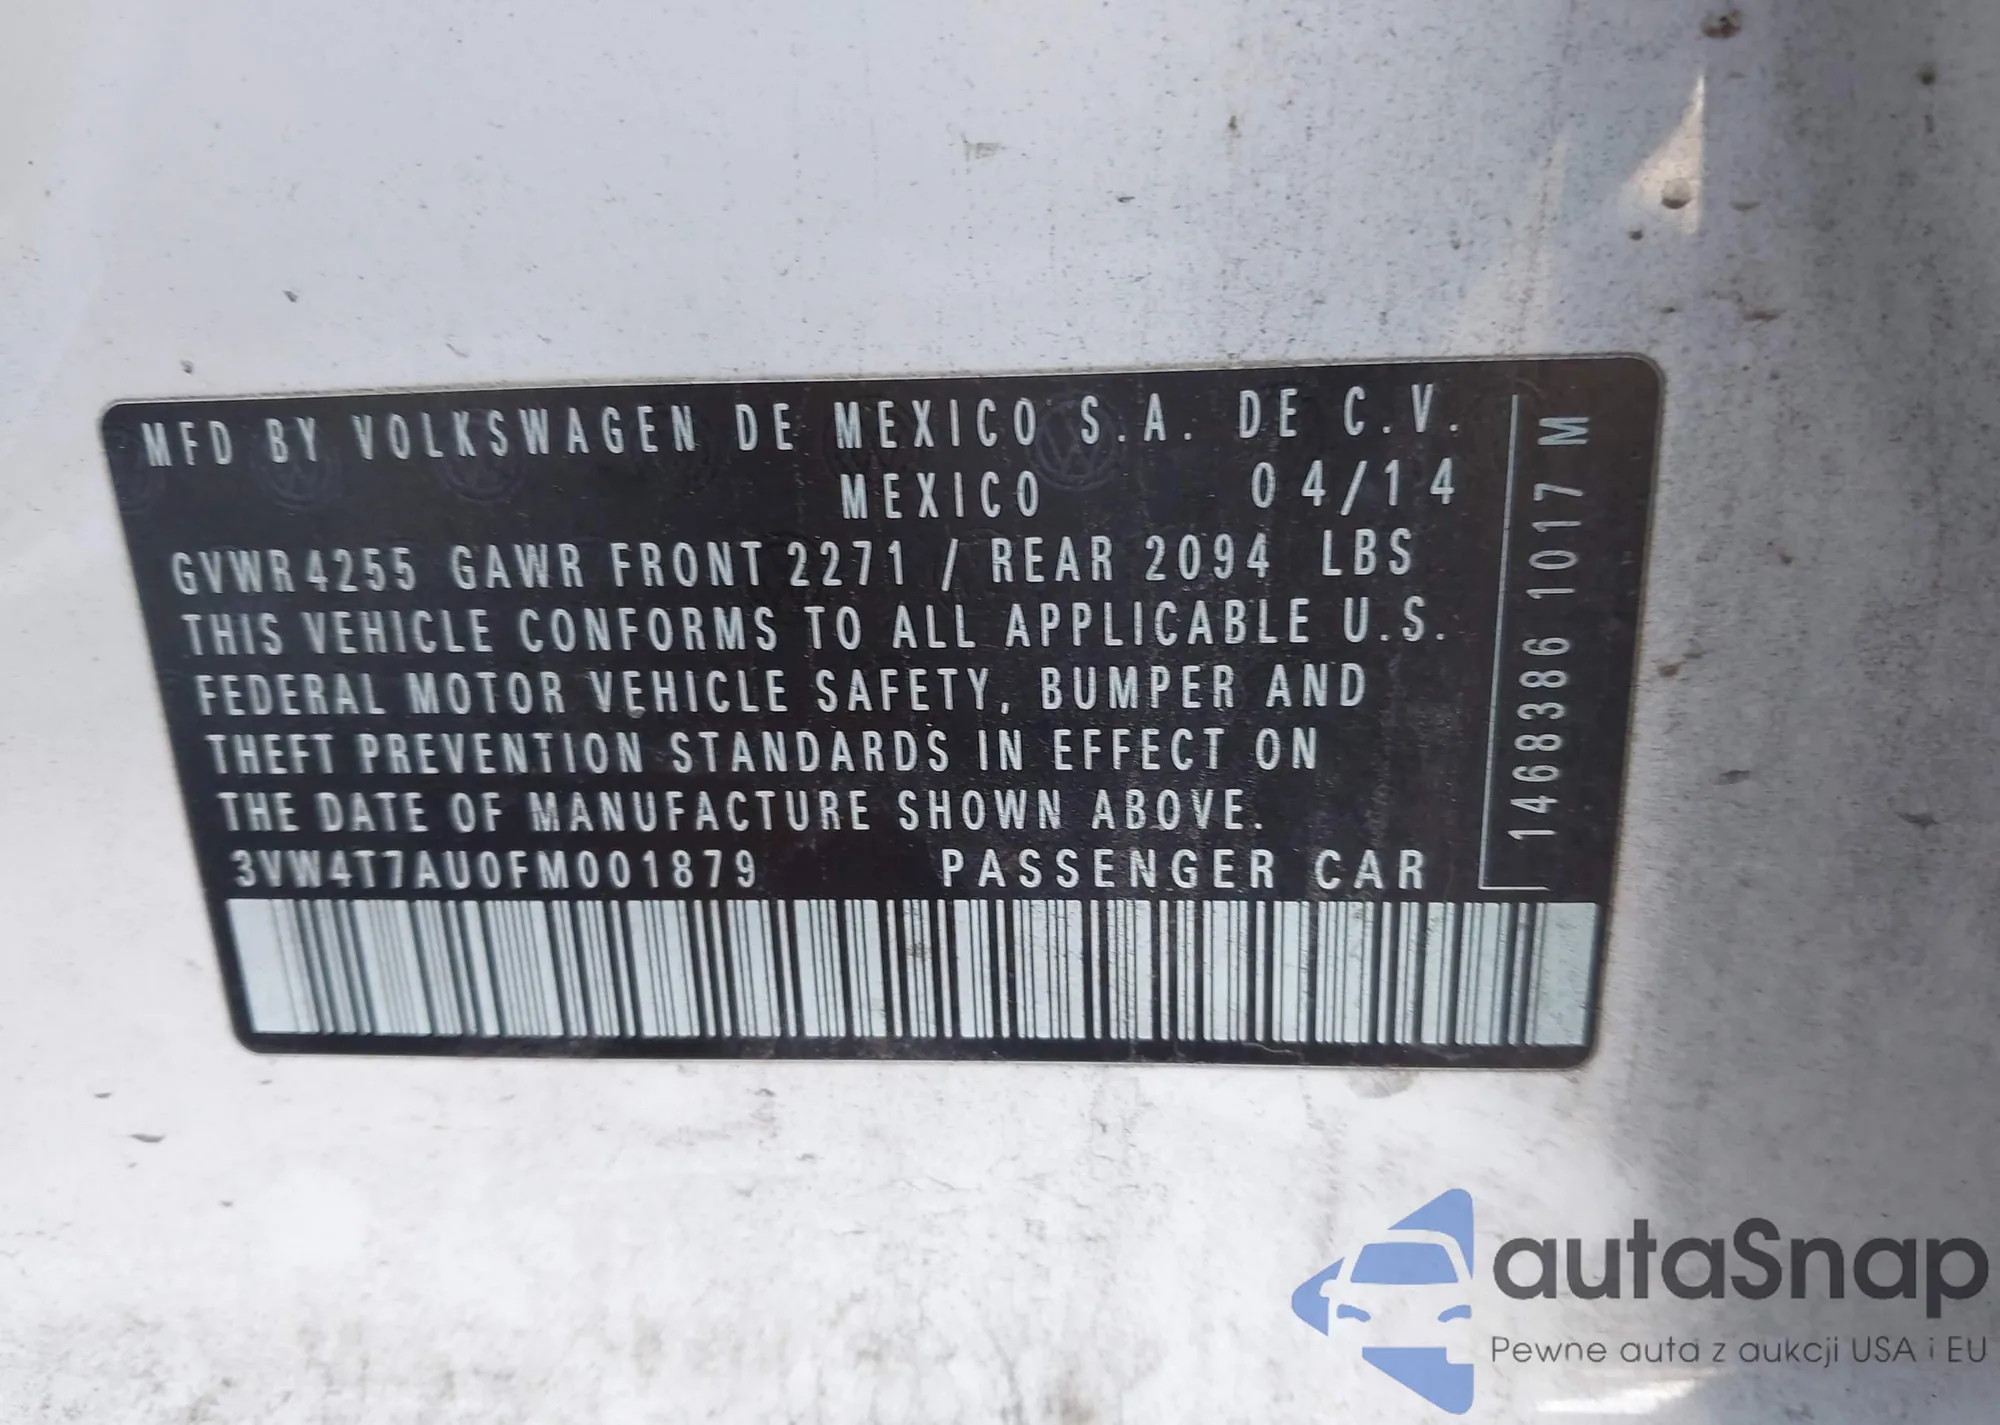 MFD BY VOLKSWAGEN DE MEXICO S.A. DE C.V.
MEXICO 04/14
GVWR 4255 GAWR FRONT 2271 / REAR 2094 LBS
THIS VEHICLE CONFORMS TO ALL APPLICABLE U.S.
FEDERAL MOTOR VEHICLE SAFETY, BUMPER AND
THEFT PREVENTION STANDARDS IN EFFECT ON
THE DATE OF MANUFACTURE SHOWN ABOVE.
3VW4T7AU0FM001879 PASSENGER CAR
1468386 1017 M
autaSnap
Pewne auta z aukcji USA i EU